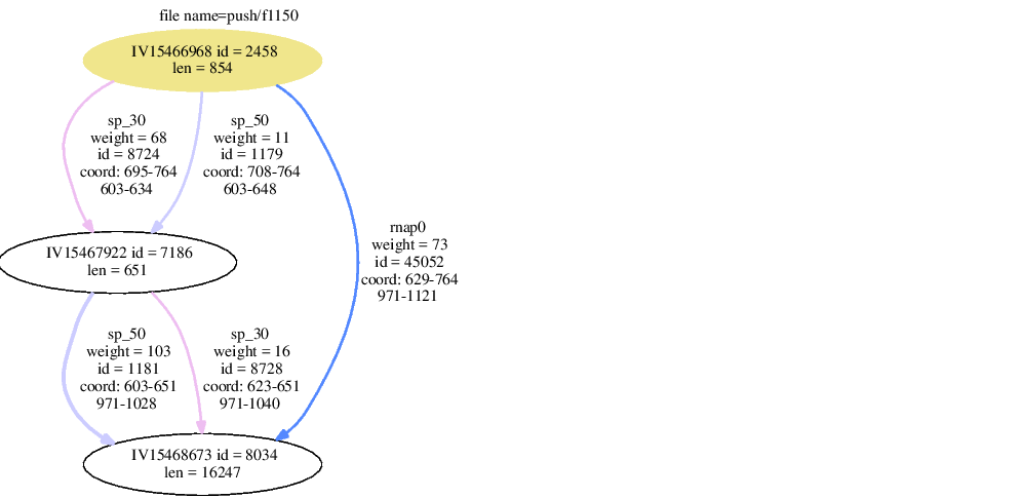 file name=push/f1150
IV15466968 id = 2458
len = 854
sp_30
weight = 68
id = 8724
coord: 695-764
603-634
sp_50
weight = 11
id = 1179
coord: 708-764
603-648
rnap0
weight = 73
id = 45052
coord: 629-764
971-1121
IV15467922 id = 7186
len = 651
sp_50
weight = 103
id = 1181
coord: 603-651
971-1028
sp_30
weight = 16
id = 8728
coord: 623-651
971-1040
IV15468673 id = 8034
len = 16247